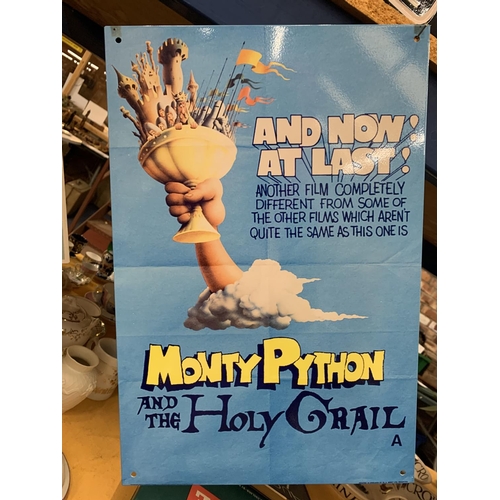 AND NOW!
AT LAST!
ANOTHER FILM COMPLETELY
DIFFERENT FROM SOME OF
THE OTHER FILMS WHICH AREN'T
QUITE THE SAME AS THIS ONE IS
MONTY PYTHON
AND
THE HOLY GRAIL
A